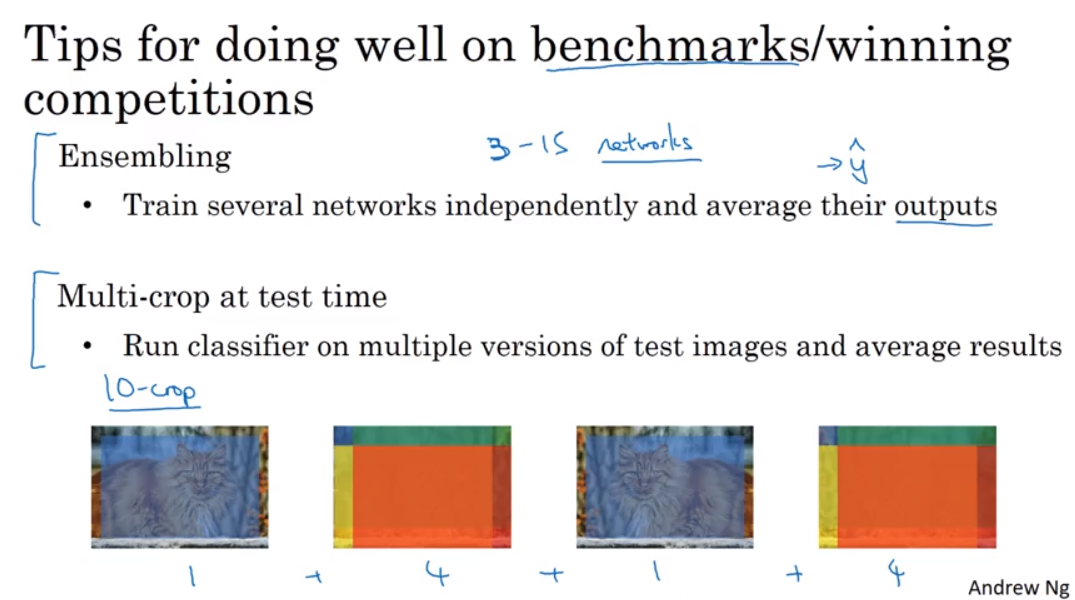 Tips for doing well on benchmarks/winning
competitions
Ensembling
3-15 networks
→ ŷ
• Train several networks independently and average their outputs
Multi-crop at test time
• Run classifier on multiple versions of test images and average results
10-crop
1 + 4 + 1 + 4
Andrew Ng